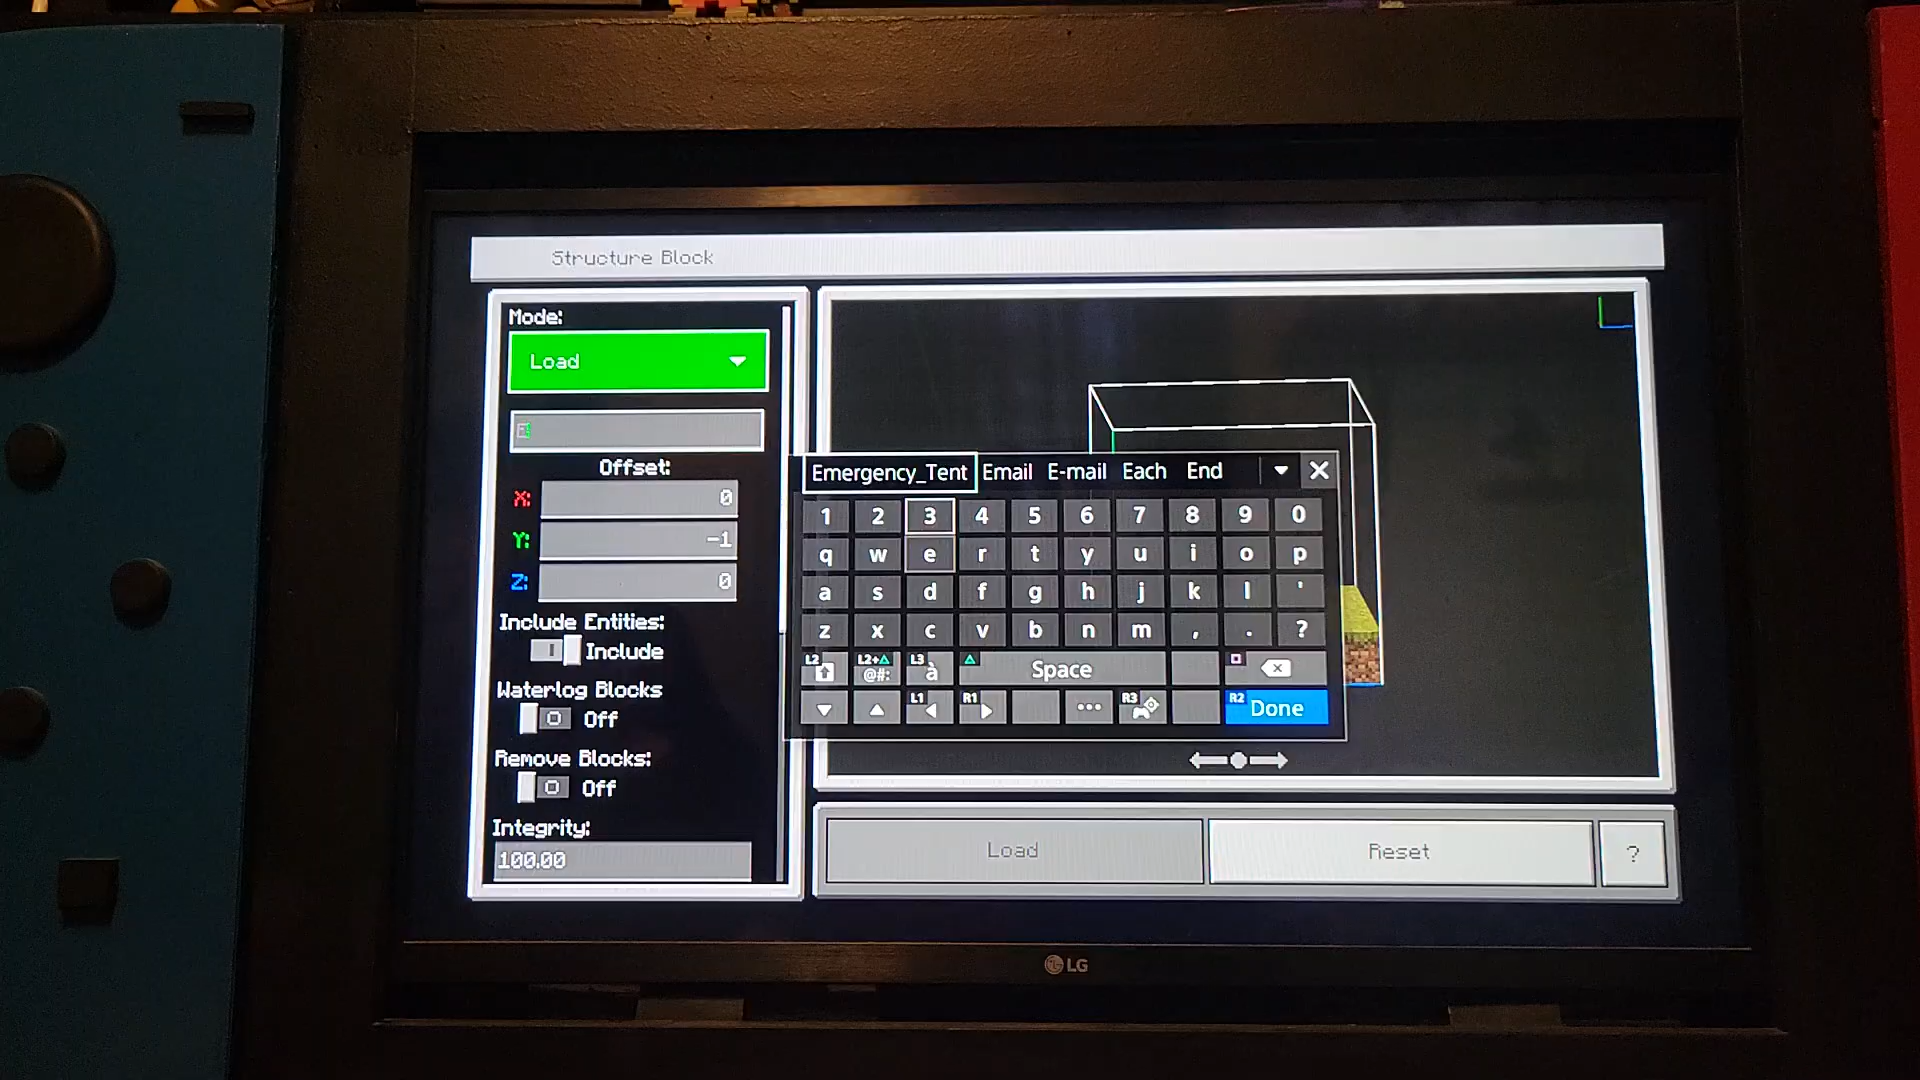 Structure Block
Mode:
Load
E
Offset:
X: 0
Y: -1
Z: 0
Include Entities:
Include
Waterlog Blocks
Off
Remove Blocks:
Off
Integrity:
100.00
Emergency_Tent Email E-mail Each End
1 2 3 4 5 6 7 8 9 0
q w e r t y u i o p
a s d f g h j k l '
z x c v b n m , . ?
L2 L2+△ @#: L3 à △ Space
L1 R1 ... R3 R2 Done
Load Reset ?
LG